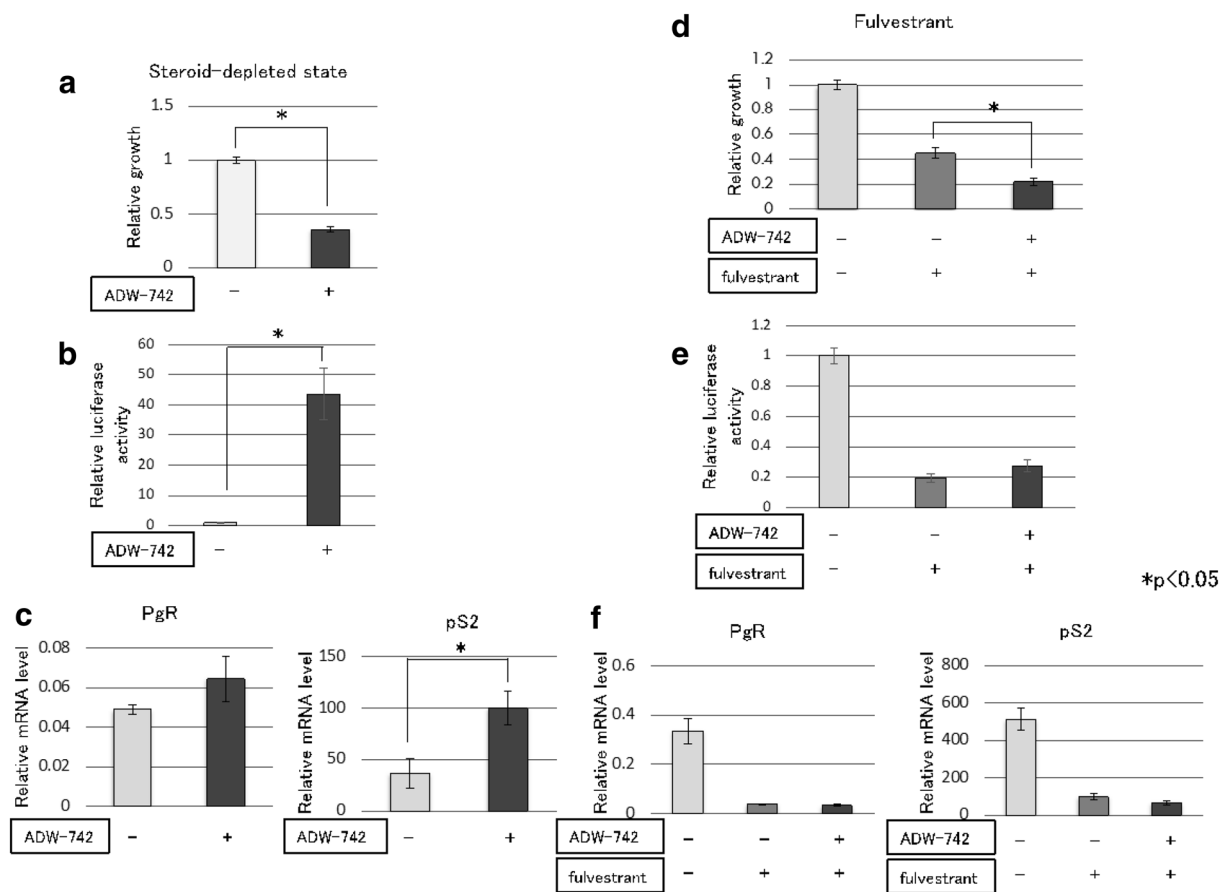 a
Steroid-depleted state
Relative growth
1.5
*
1
0.5
0
ADW-742
− +
b
Relative luciferase
activity
60
*
50
40
30
20
10
0
ADW-742
− +
c
PgR
Relative mRNA level
0.08
0.06
0.04
0.02
0
ADW-742
− +
pS2
Relative mRNA level
150
*
100
50
0
ADW-742
− +
d
Fulvestrant
Relative growth
1.2
1
0.8
*
0.6
0.4
0.2
0
ADW-742
− − +
fulvestrant
− + +
e
Relative luciferase
activity
1.2
1
0.8
0.6
0.4
0.2
0
ADW-742
− − +
fulvestrant
− + +
*p<0.05
f
PgR
Relative mRNA level
0.6
0.4
0.2
0
ADW-742
− − +
fulvestrant
− + +
pS2
Relative mRNA level
800
600
400
200
0
ADW-742
− − +
fulvestrant
− + +